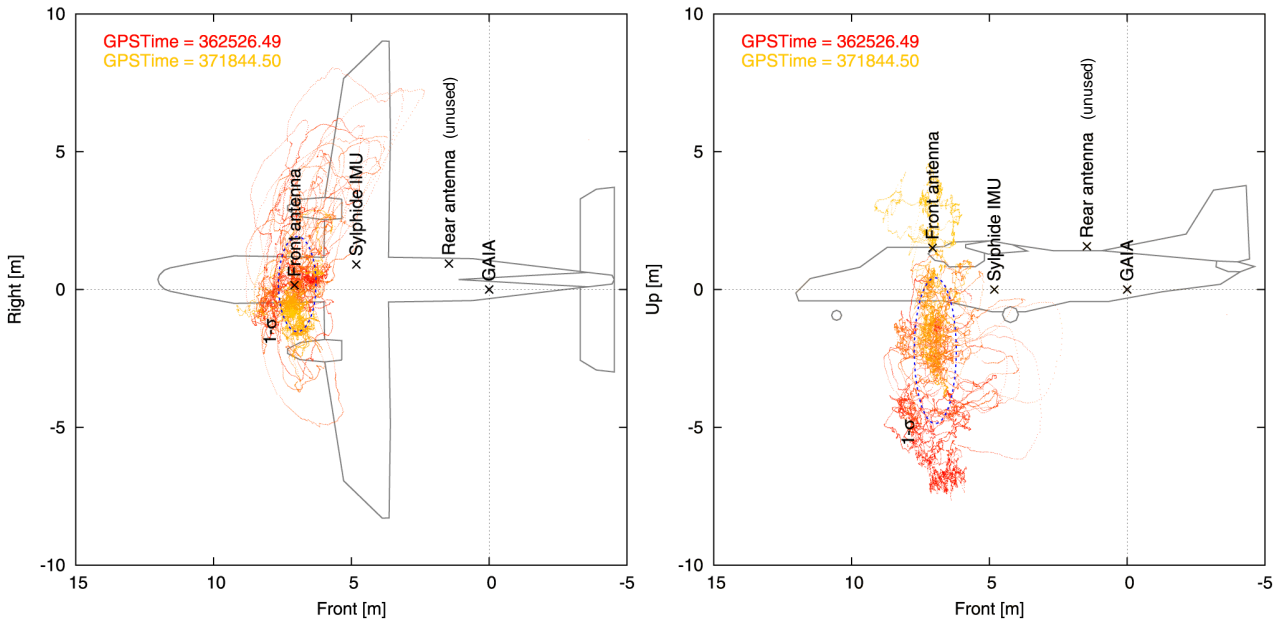 10
5
0
-5
-10
15
10
5
0
-5
Right [m]
Front [m]
GPSTime = 362526.49
GPSTime = 371844.50
Front antenna
Sylphide IMU
Rear antenna (unused)
GAIA
1-σ
10
5
0
-5
-10
15
10
5
0
-5
Up [m]
Front [m]
GPSTime = 362526.49
GPSTime = 371844.50
Front antenna
Sylphide IMU
Rear antenna (unused)
GAIA
1-σ